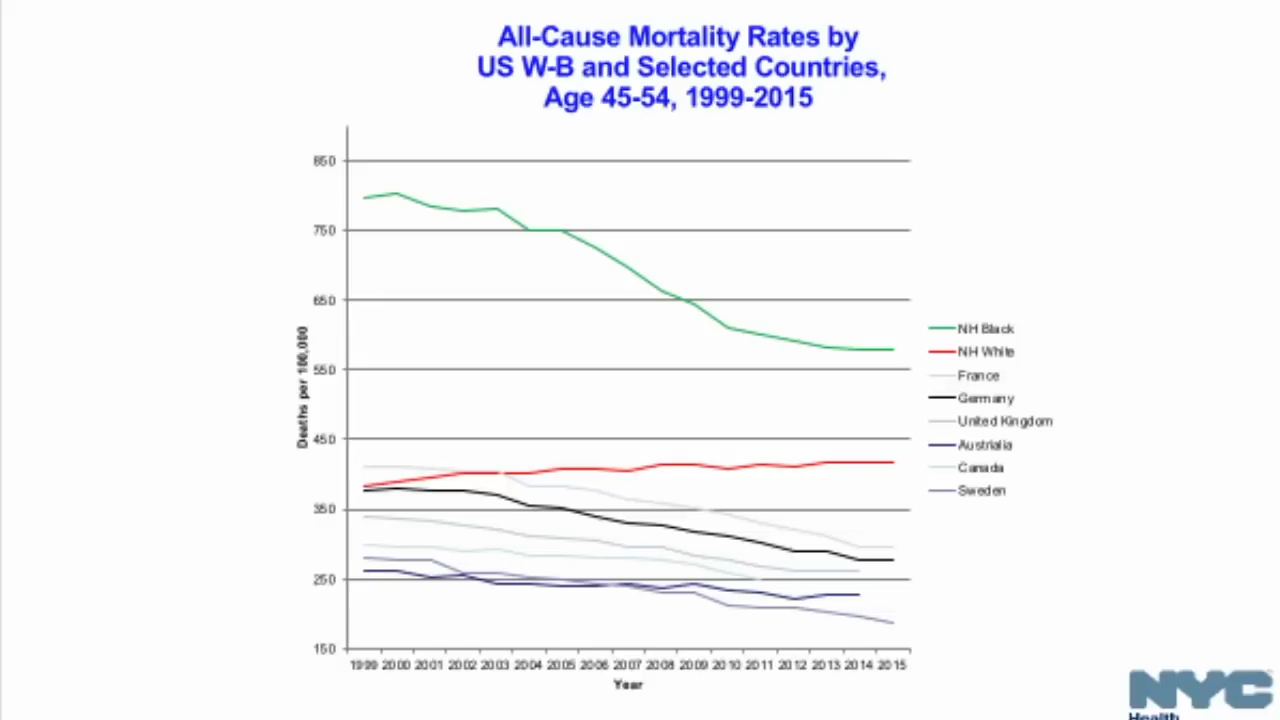 All-Cause Mortality Rates by
US W-B and Selected Countries,
Age 45-54, 1999-2015
850
750
650
550
450
350
250
150
Deaths per 100,000
1999 2000 2001 2002 2003 2004 2005 2006 2007 2008 2009 2010 2011 2012 2013 2014 2015
Year
NH Black
NH White
France
Germany
United Kingdom
Austrialia
Canada
Sweden
NYC
Health